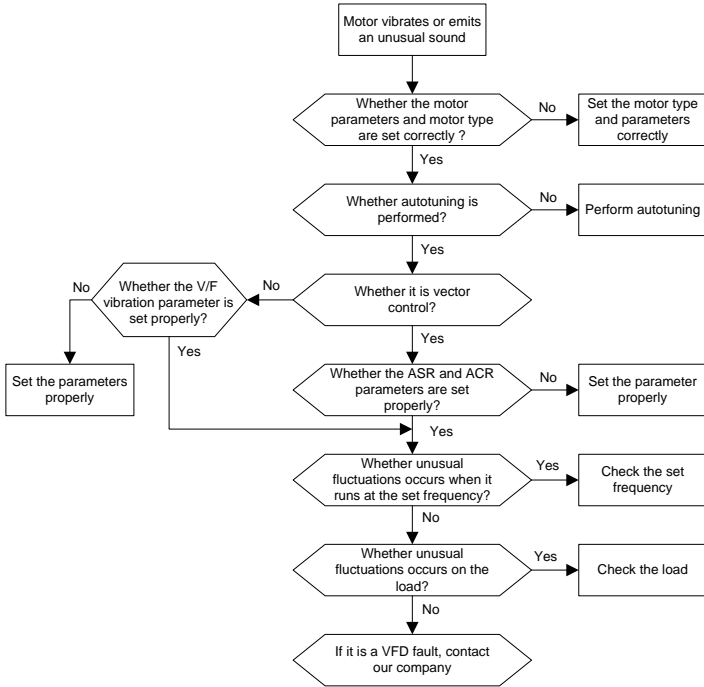 Motor vibrates or emits
an unusual sound
Whether the motor
parameters and motor type
are set correctly ?
No
Set the motor type
and parameters
correctly
Yes
Whether autotuning is
performed?
No
Perform autotuning
Yes
Whether it is vector
control?
No
Whether the V/F
vibration parameter is
set properly?
No
Set the parameters
properly
Yes
Yes
Whether the ASR and ACR
parameters are set
properly?
No
Set the parameter
properly
Yes
Whether unusual
fluctuations occurs when it
runs at the set frequency?
Yes
Check the set
frequency
No
Whether unusual
fluctuations occurs on the
load?
Yes
Check the load
No
If it is a VFD fault, contact
our company